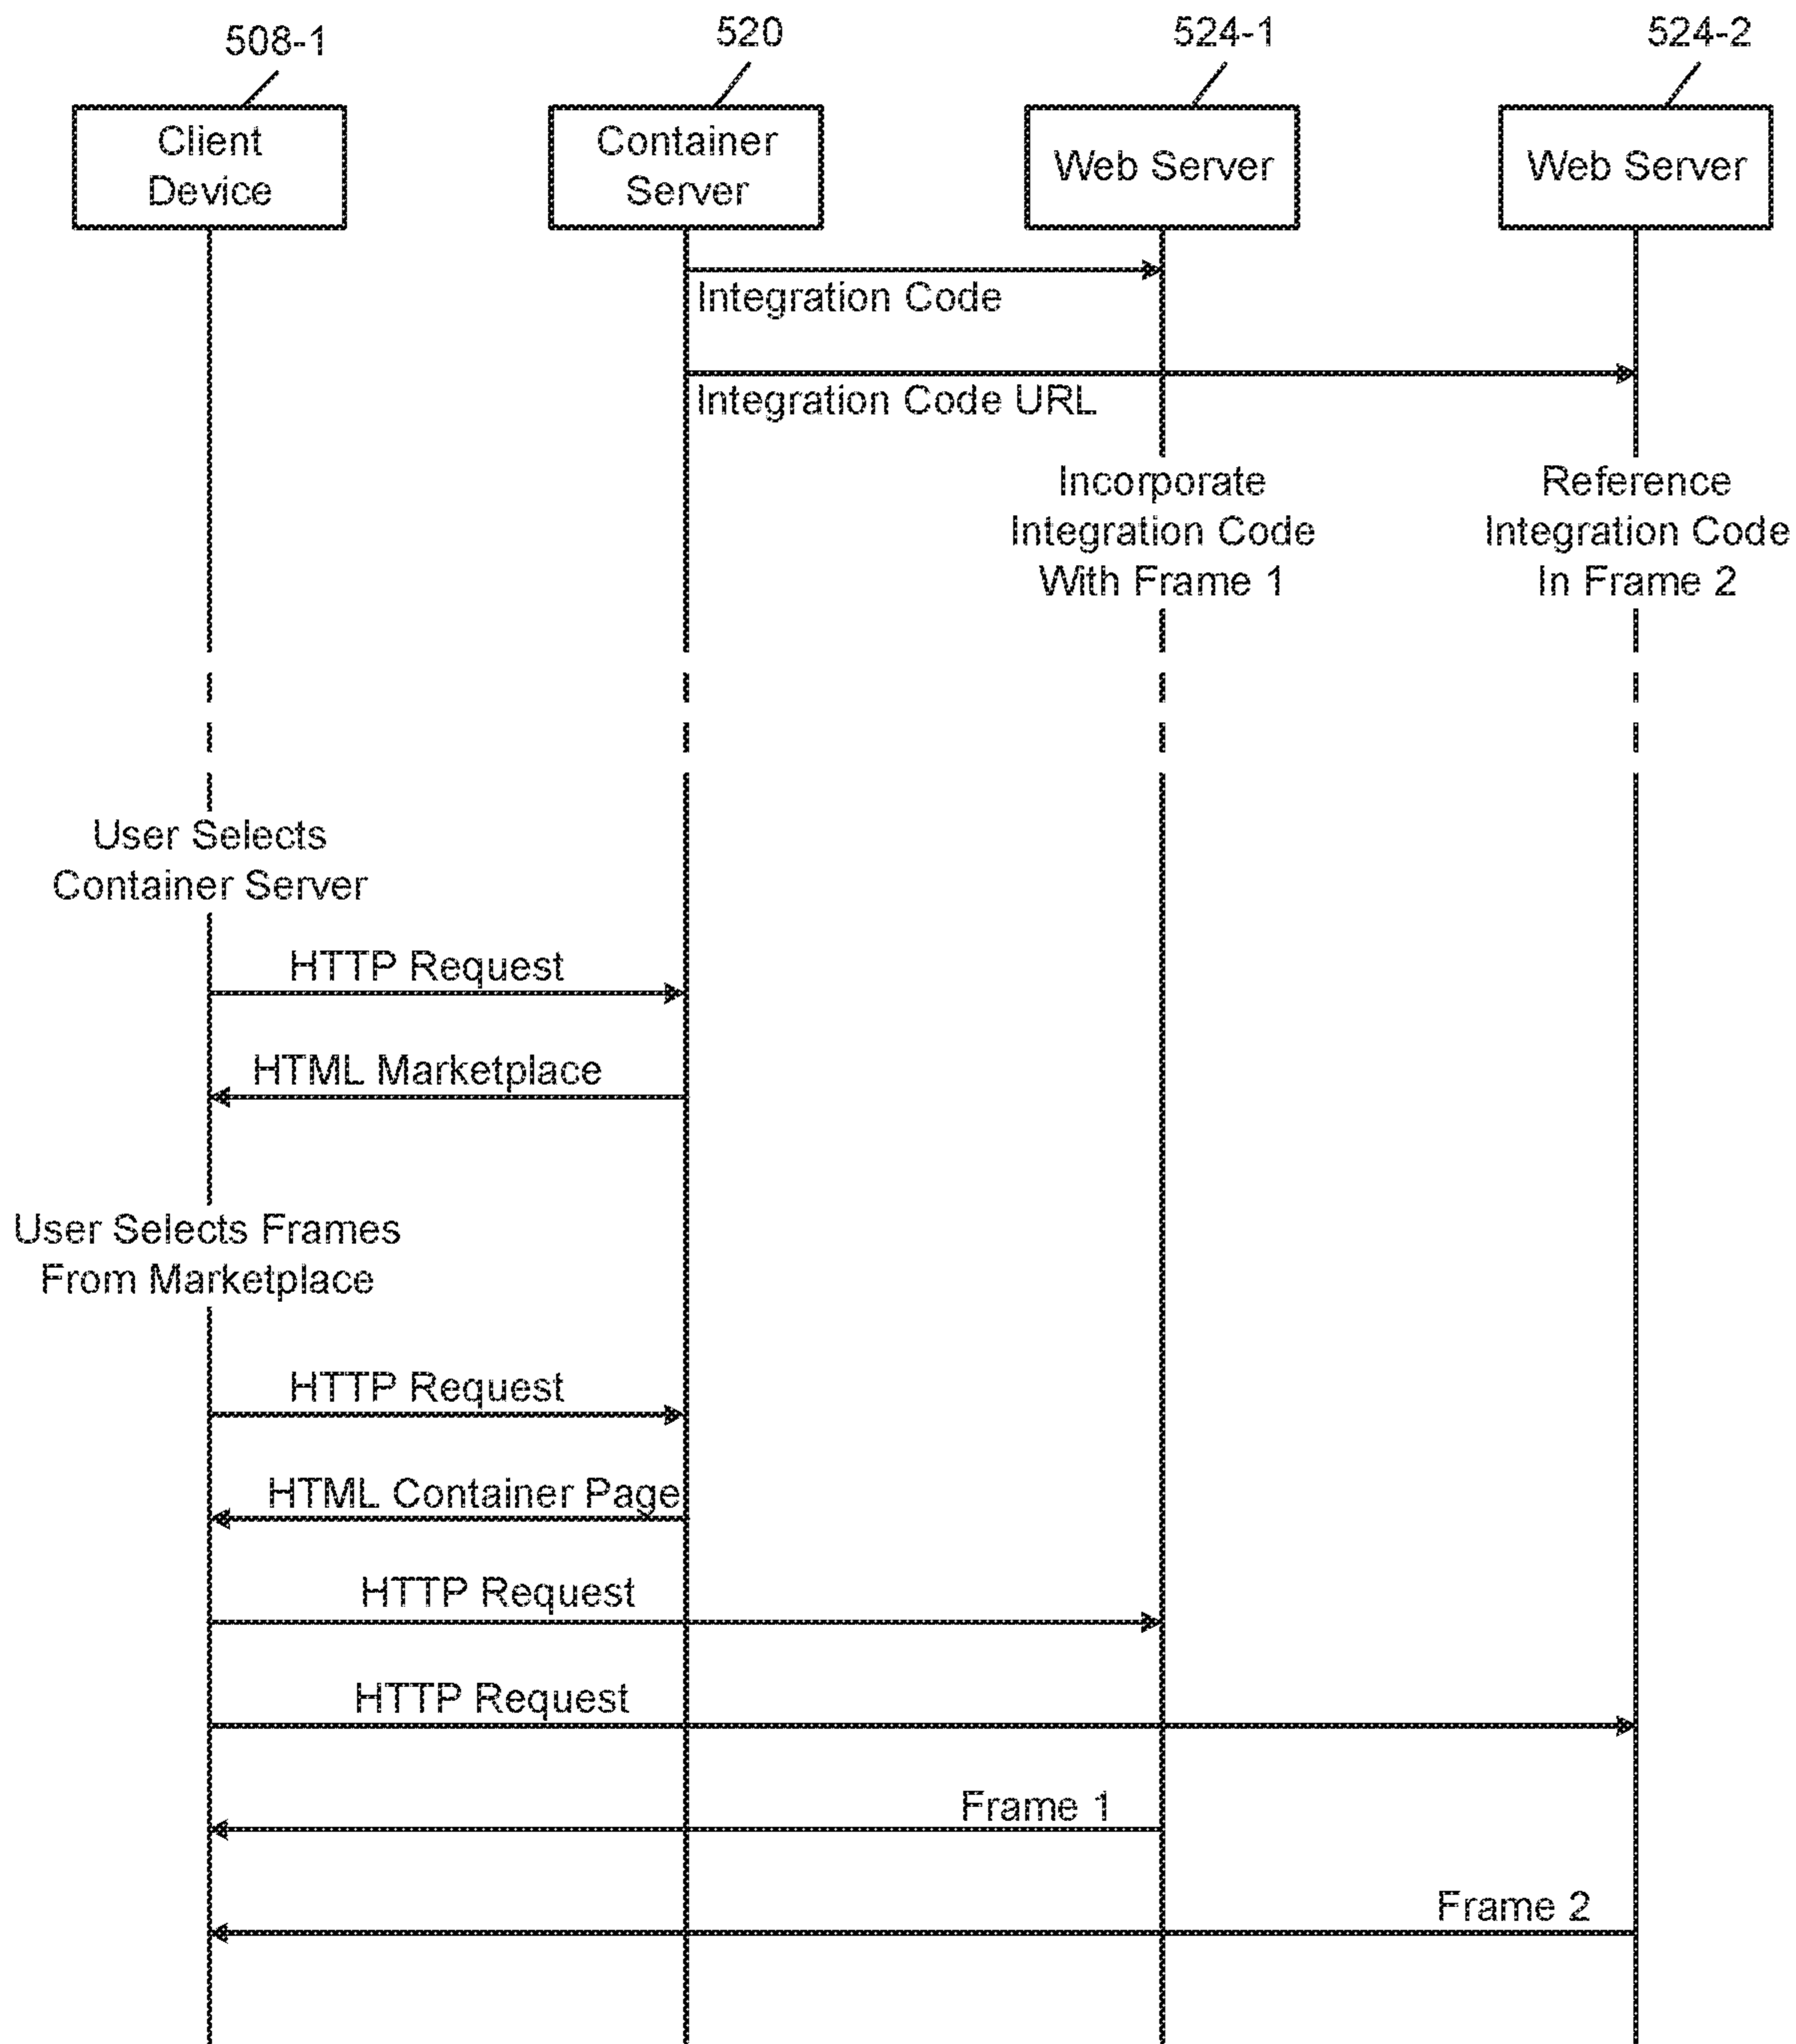 508-1
520
524-1
524-2
Client
Device
Container
Server
Web Server
Web Server
Integration Code
Integration Code URL
Incorporate
Integration Code
With Frame 1
Reference
Integration Code
In Frame 2
User Selects
Container Server
HTTP Request
HTML Marketplace
User Selects Frames
From Marketplace
HTTP Request
HTML Container Page
HTTP Request
HTTP Request
Frame 1
Frame 2